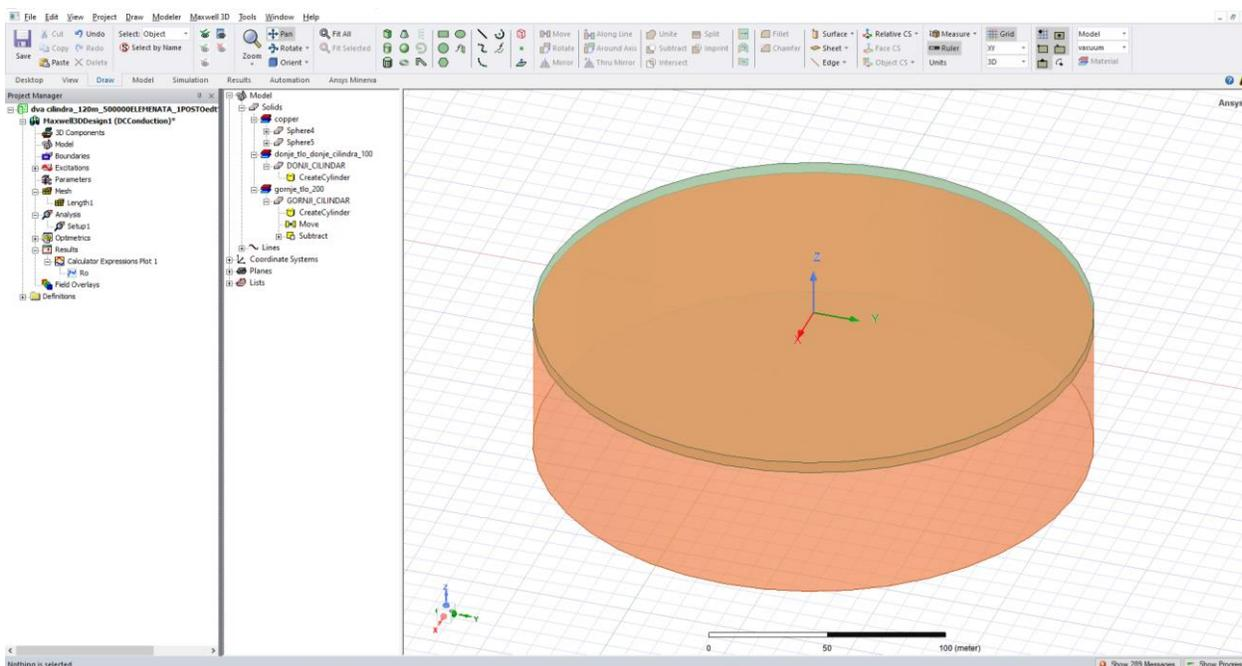 File Edit View Project Draw Modeler Maxwell 3D Tools Window Help
Save
Cut
Copy
Paste
Undo
Redo
Delete
Select: Object
Select by Name
Zoom
Pan
Rotate
Orient
Fit All
Fit Selected
Move
Rotate
Mirror
Along Line
Around Axis
Thru Mirror
Unite
Subtract
Intersect
Split
Imprint
Fillet
Chamfer
Surface
Sheet
Edge
Relative CS
Face CS
Object CS
Measure
Ruler
Units
Grid
XY
3D
Model
vacuum
Material
Desktop View Draw Model Simulation Results Automation Ansys Minerva
Project Manager
dva cilindra_120m_500000ELEMENATA_1POSTOedt
Maxwell3DDesign1 (DCConduction)*
3D Components
Model
Boundaries
Excitations
Parameters
Mesh
Length1
Analysis
Setup1
Optimetrics
Results
Calculator Expressions Plot 1
Ro
Field Overlays
Definitions
Model
Solids
copper
Sphere4
Sphere5
donje_tlo_donje_cilindra_100
DONJI_CILINDAR
CreateCylinder
gornje_tlo_200
GORNJI_CILINDAR
CreateCylinder
Move
Subtract
Lines
Coordinate Systems
Planes
Lists
Ansys
Z
Y
X
Z
Y
X
0 50 100 (meter)
Nothing is selected
Show 289 Messages
Show Progress